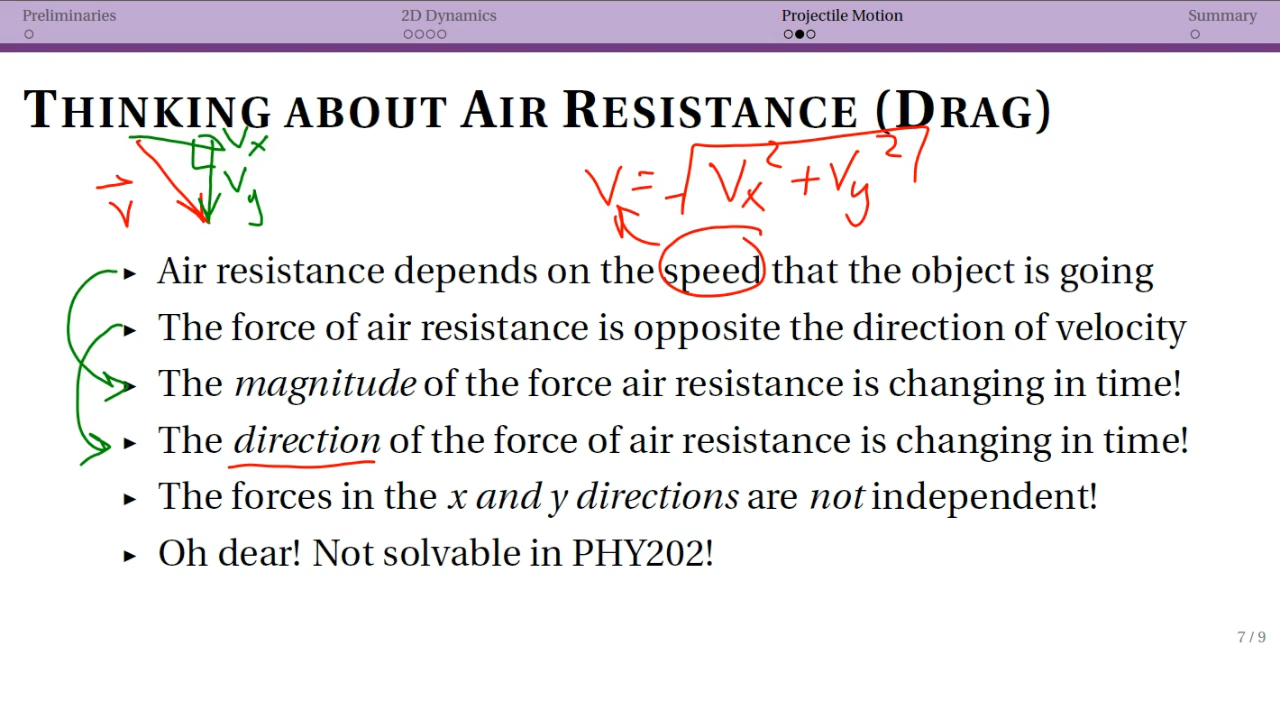 Preliminaries 2D Dynamics Projectile Motion Summary
THINKING ABOUT AIR RESISTANCE (DRAG)
Vx
V = √Vx² + Vy²
Vy
V
▸ Air resistance depends on the speed that the object is going
▸ The force of air resistance is opposite the direction of velocity
▸ The magnitude of the force air resistance is changing in time!
▸ The direction of the force of air resistance is changing in time!
▸ The forces in the x and y directions are not independent!
▸ Oh dear! Not solvable in PHY202!
7 / 9